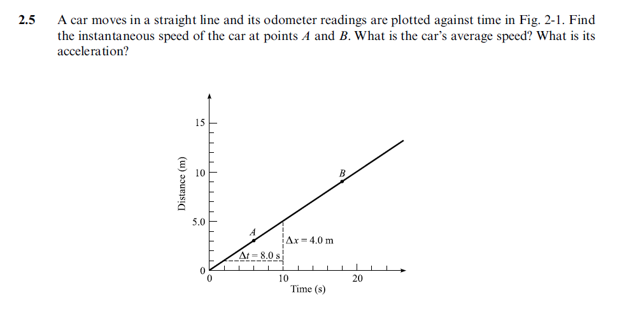 2.5 A car moves in a straight line and its odometer readings are plotted against time in Fig. 2-1. Find
the instantaneous speed of the car at points A and B. What is the car's average speed? What is its
acceleration?
15
10
5.0
0
Distance (m)
A
B
Δx = 4.0 m
Δt = 8.0 s
0
10
20
Time (s)